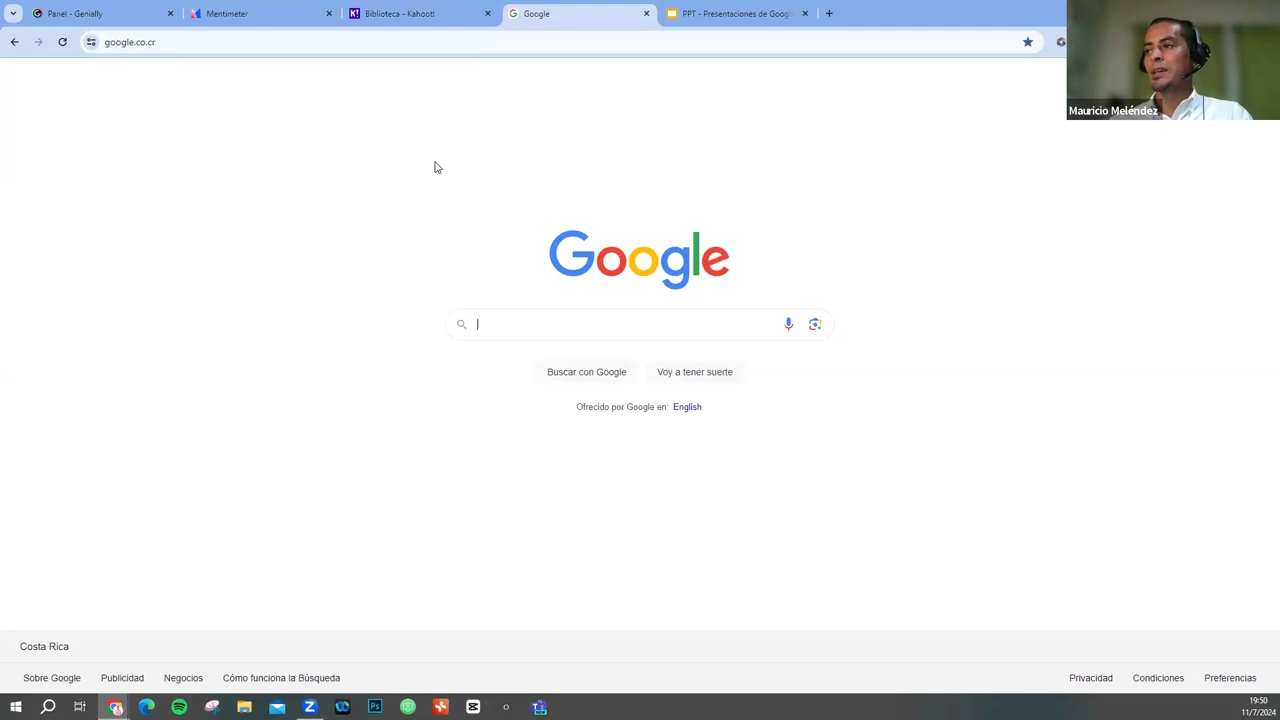 Panel - Genially
Mentimeter
Biblioteca - Kahoot!
Google
PPT - Presentaciones de Googl
google.co.cr
Mauricio Meléndez
Google
Buscar con Google
Voy a tener suerte
Ofrecido por Google en: English
Costa Rica
Sobre Google
Publicidad
Negocios
Cómo funciona la Búsqueda
Privacidad
Condiciones
Preferencias
19:50
11/7/2024